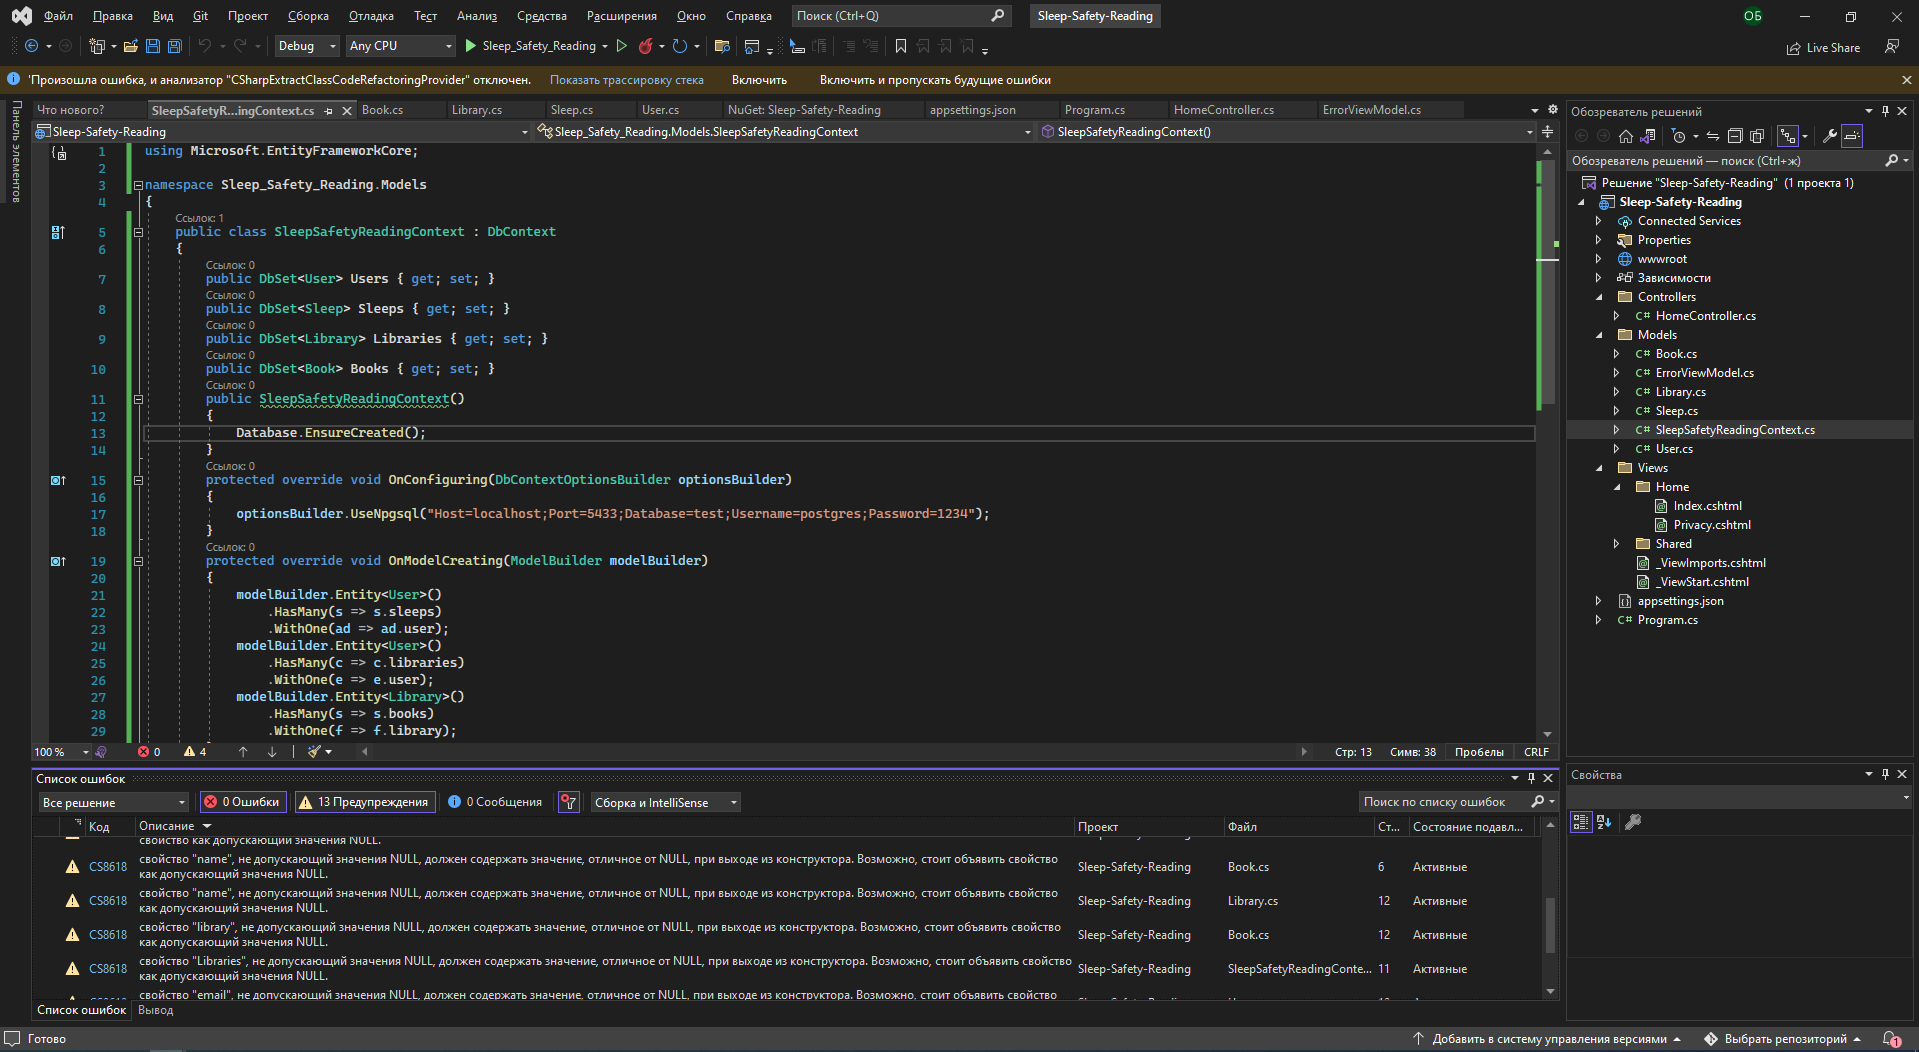 Файл Правка Вид Git Проект Сборка Отладка Тест Анализ Средства Расширения Окно Справка Поиск (Ctrl+Q) Sleep-Safety-Reading ОБ
Debug Any CPU Sleep_Safety_Reading Live Share
'Произошла ошибка, и анализатор "CSharpExtractClassCodeRefactoringProvider" отключен. Показать трассировку стека Включить Включить и пропускать будущие ошибки
Панель элементов
Что нового? SleepSafetyR...ingContext.cs Book.cs Library.cs Sleep.cs User.cs NuGet: Sleep-Safety-Reading appsettings.json Program.cs HomeController.cs ErrorViewModel.cs
Sleep-Safety-Reading Sleep_Safety_Reading.Models.SleepSafetyReadingContext SleepSafetyReadingContext()
1 using Microsoft.EntityFrameworkCore;
2
3 namespace Sleep_Safety_Reading.Models
4 {
Ссылок: 1
5 public class SleepSafetyReadingContext : DbContext
6 {
Ссылок: 0
7 public DbSet<User> Users { get; set; }
Ссылок: 0
8 public DbSet<Sleep> Sleeps { get; set; }
Ссылок: 0
9 public DbSet<Library> Libraries { get; set; }
Ссылок: 0
10 public DbSet<Book> Books { get; set; }
Ссылок: 0
11 public SleepSafetyReadingContext()
12 {
13 Database.EnsureCreated();
14 }
Ссылок: 0
15 protected override void OnConfiguring(DbContextOptionsBuilder optionsBuilder)
16 {
17 optionsBuilder.UseNpgsql("Host=localhost;Port=5433;Database=test;Username=postgres;Password=1234");
18 }
Ссылок: 0
19 protected override void OnModelCreating(ModelBuilder modelBuilder)
20 {
21 modelBuilder.Entity<User>()
22 .HasMany(s => s.sleeps)
23 .WithOne(ad => ad.user);
24 modelBuilder.Entity<User>()
25 .HasMany(c => c.libraries)
26 .WithOne(e => e.user);
27 modelBuilder.Entity<Library>()
28 .HasMany(s => s.books)
29 .WithOne(f => f.library);
100 % 0 4 Стр: 13 Симв: 38 Пробелы CRLF
Обозреватель решений
Обозреватель решений — поиск (Ctrl+ж)
Решение "Sleep-Safety-Reading" (1 проекта 1)
Sleep-Safety-Reading
Connected Services
Properties
wwwroot
Зависимости
Controllers
C# HomeController.cs
Models
C# Book.cs
C# ErrorViewModel.cs
C# Library.cs
C# Sleep.cs
C# SleepSafetyReadingContext.cs
C# User.cs
Views
Home
Index.cshtml
Privacy.cshtml
Shared
_ViewImports.cshtml
_ViewStart.cshtml
appsettings.json
C# Program.cs
Свойства
Список ошибок
Все решение 0 Ошибки 13 Предупреждения 0 Сообщения Сборка и IntelliSense Поиск по списку ошибок
Код Описание Проект Файл Ст... Состояние подавл...
свойство как допускающий значения NULL.
CS8618 свойство "name", не допускающий значения NULL, должен содержать значение, отличное от NULL, при выходе из конструктора. Возможно, стоит объявить свойство Sleep-Safety-Reading Book.cs 6 Активные
как допускающий значения NULL.
CS8618 свойство "name", не допускающий значения NULL, должен содержать значение, отличное от NULL, при выходе из конструктора. Возможно, стоит объявить свойство Sleep-Safety-Reading Library.cs 12 Активные
как допускающий значения NULL.
CS8618 свойство "library", не допускающий значения NULL, должен содержать значение, отличное от NULL, при выходе из конструктора. Возможно, стоит объявить свойство Sleep-Safety-Reading Book.cs 12 Активные
как допускающий значения NULL.
CS8618 свойство "Libraries", не допускающий значения NULL, должен содержать значение, отличное от NULL, при выходе из конструктора. Возможно, стоит объявить свойство Sleep-Safety-Reading SleepSafetyReadingConte... 11 Активные
как допускающий значения NULL.
свойство "email", не допускающий значения NULL, должен содержать значение, отличное от NULL, при выходе из конструктора. Возможно, стоит объявить свойство
Список ошибок Вывод
Готово Добавить в систему управления версиями Выбрать репозиторий 1